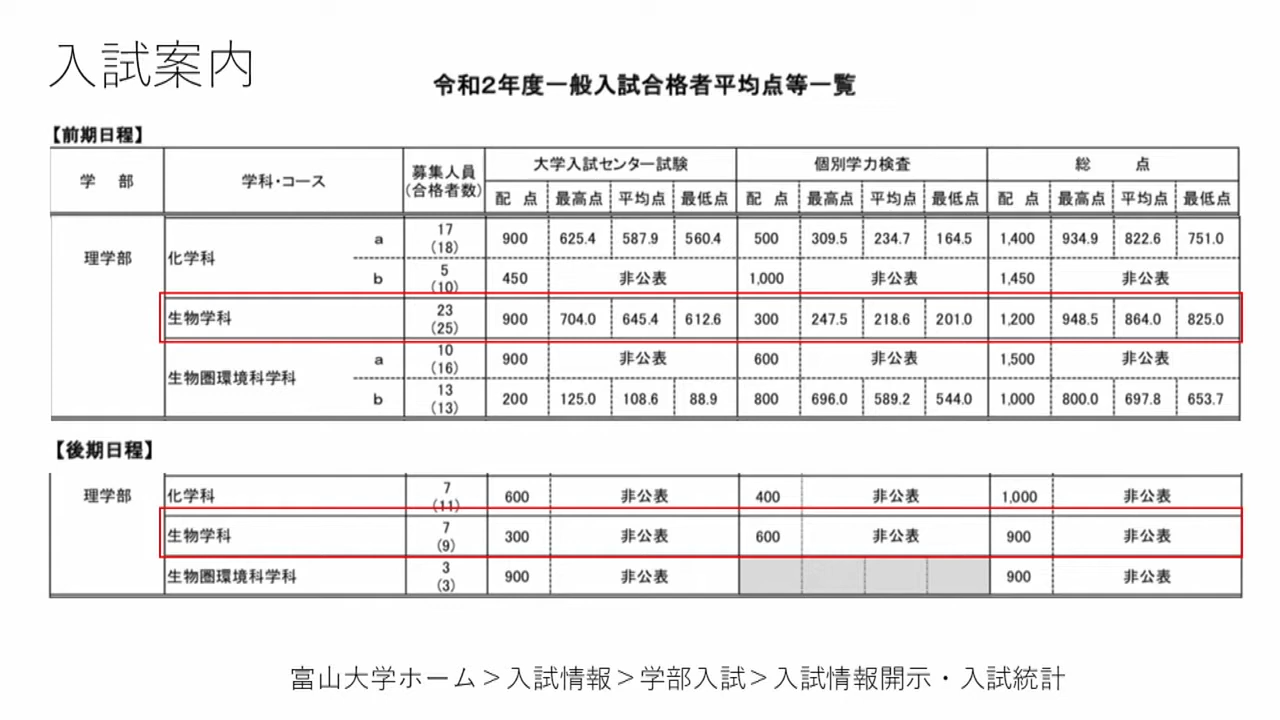 入試案内
令和2年度一般入試合格者平均点等一覧
【前期日程】
学 部 学科・コース 募集人員 (合格者数) 大学入試センター試験 個別学力検査 総 点
配 点 最高点 平均点 最低点 配 点 最高点 平均点 最低点 配 点 最高点 平均点 最低点
理学部 化学科 a 17 (18) 900 625.4 587.9 560.4 500 309.5 234.7 164.5 1,400 934.9 822.6 751.0
b 5 (10) 450 非公表 1,000 非公表 1,450 非公表
生物学科 23 (25) 900 704.0 645.4 612.6 300 247.5 218.6 201.0 1,200 948.5 864.0 825.0
生物圏環境科学科 a 10 (16) 900 非公表 600 非公表 1,500 非公表
b 13 (13) 200 125.0 108.6 88.9 800 696.0 589.2 544.0 1,000 800.0 697.8 653.7
【後期日程】
理学部 化学科 7 (11) 600 非公表 400 非公表 1,000 非公表
生物学科 7 (9) 300 非公表 600 非公表 900 非公表
生物圏環境科学科 3 (3) 900 非公表 900 非公表
富山大学ホーム＞入試情報＞学部入試＞入試情報開示・入試統計